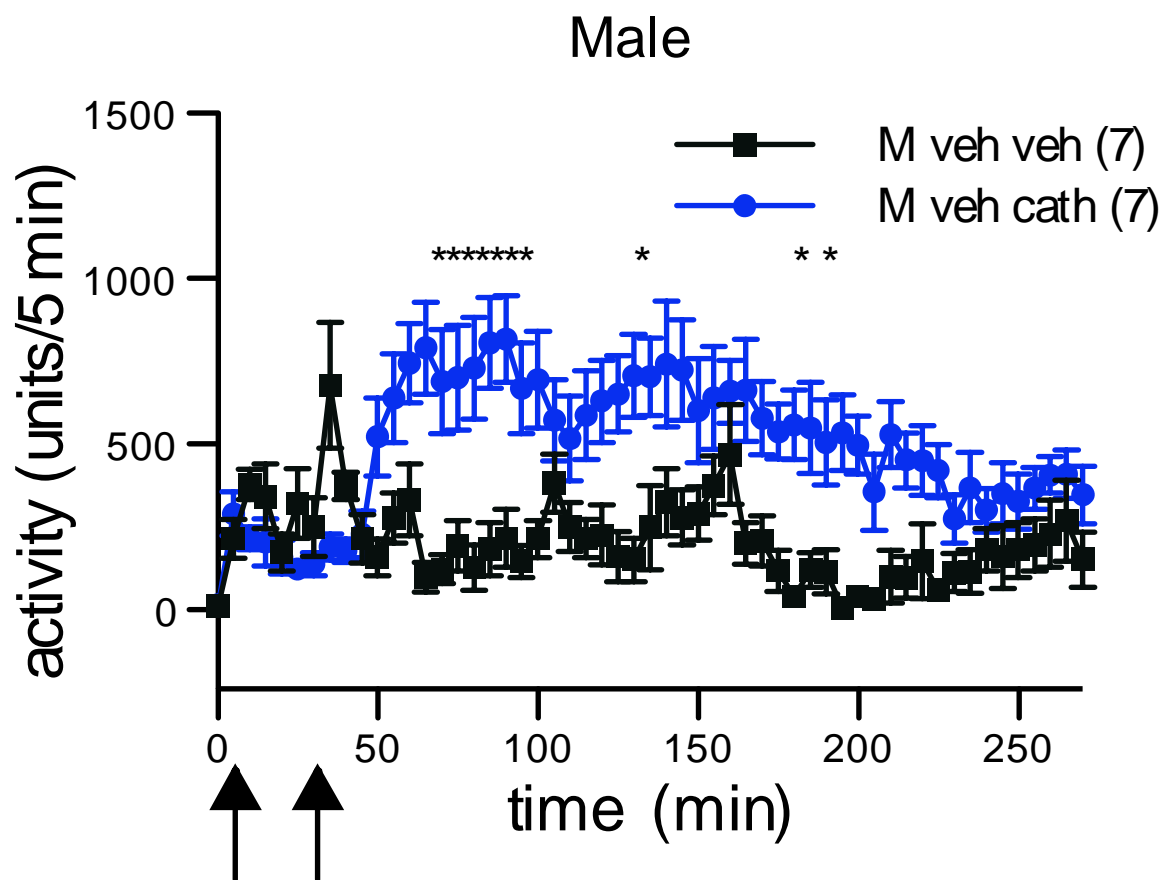 Male
1500
1000
500
0
activity (units/5 min)
M veh veh (7)
M veh cath (7)
******* * * *
0 50 100 150 200 250
time (min)